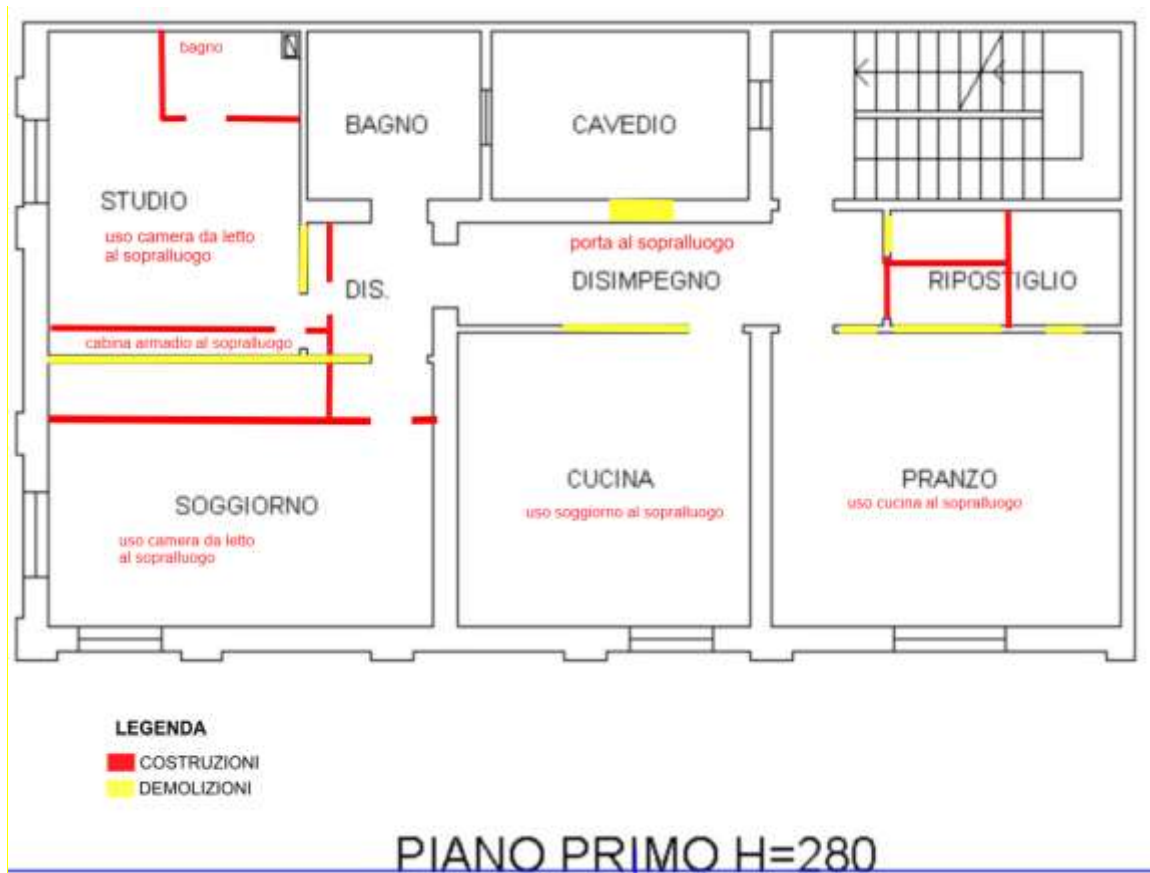 bagno
BAGNO
CAVEDIO
STUDIO
uso camera da letto
al sopralluogo
porta al sopralluogo
DIS.
DISIMPEGNO
RIPOSTIGLIO
cabina armadio al sopralluogo
SOGGIORNO
uso camera da letto
al sopralluogo
CUCINA
uso soggiorno al sopralluogo
PRANZO
uso cucina al sopralluogo
LEGENDA
COSTRUZIONI
DEMOLIZIONI
PIANO PRIMO H=280